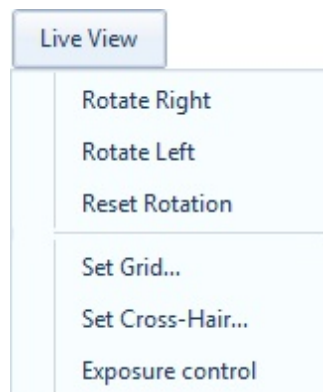 Live View
Rotate Right
Rotate Left
Reset Rotation
Set Grid...
Set Cross-Hair...
Exposure control